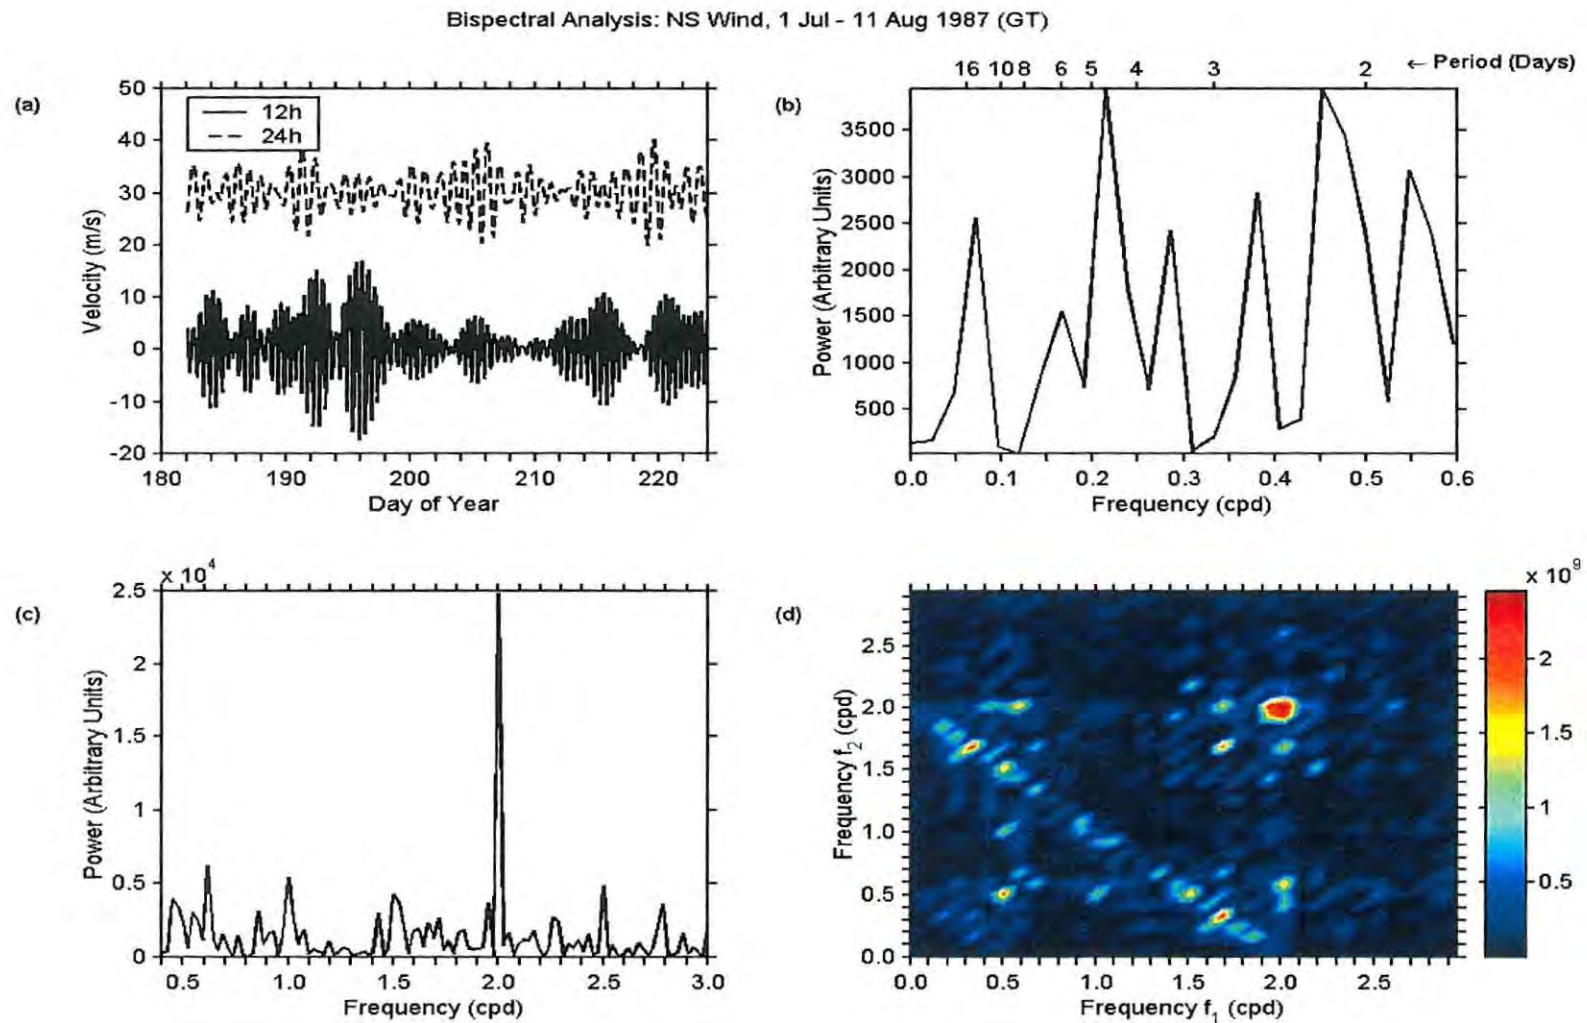 Bispectral Analysis: NS Wind, 1 Jul - 11 Aug 1987 (GT)
(a)
50
40
30
20
10
0
-10
-20
Velocity (m/s)
12h
24h
180 190 200 210 220
Day of Year
(b)
16 10 8 6 5 4 3 2 ← Period (Days)
3500
3000
2500
2000
1500
1000
500
Power (Arbitrary Units)
0.0 0.1 0.2 0.3 0.4 0.5 0.6
Frequency (cpd)
(c)
x 10^4
2.5
2
1.5
1
0.5
0
Power (Arbitrary Units)
0.5 1.0 1.5 2.0 2.5 3.0
Frequency (cpd)
(d)
2.5
2.0
1.5
1.0
0.5
0.0
Frequency f_2 (cpd)
0.0 0.5 1.0 1.5 2.0 2.5
Frequency f_1 (cpd)
x 10^9
2
1.5
1
0.5